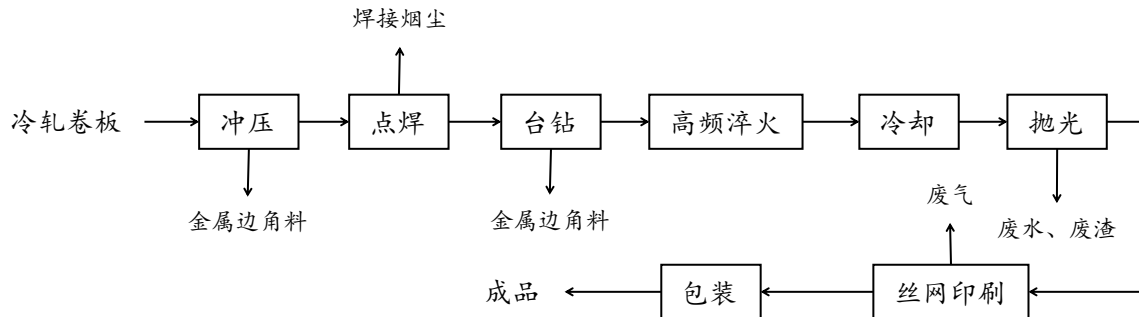 焊接烟尘
冷轧卷板
冲压
点焊
台钻
高频淬火
冷却
抛光
金属边角料
金属边角料
废气
废水、废渣
成品
包装
丝网印刷